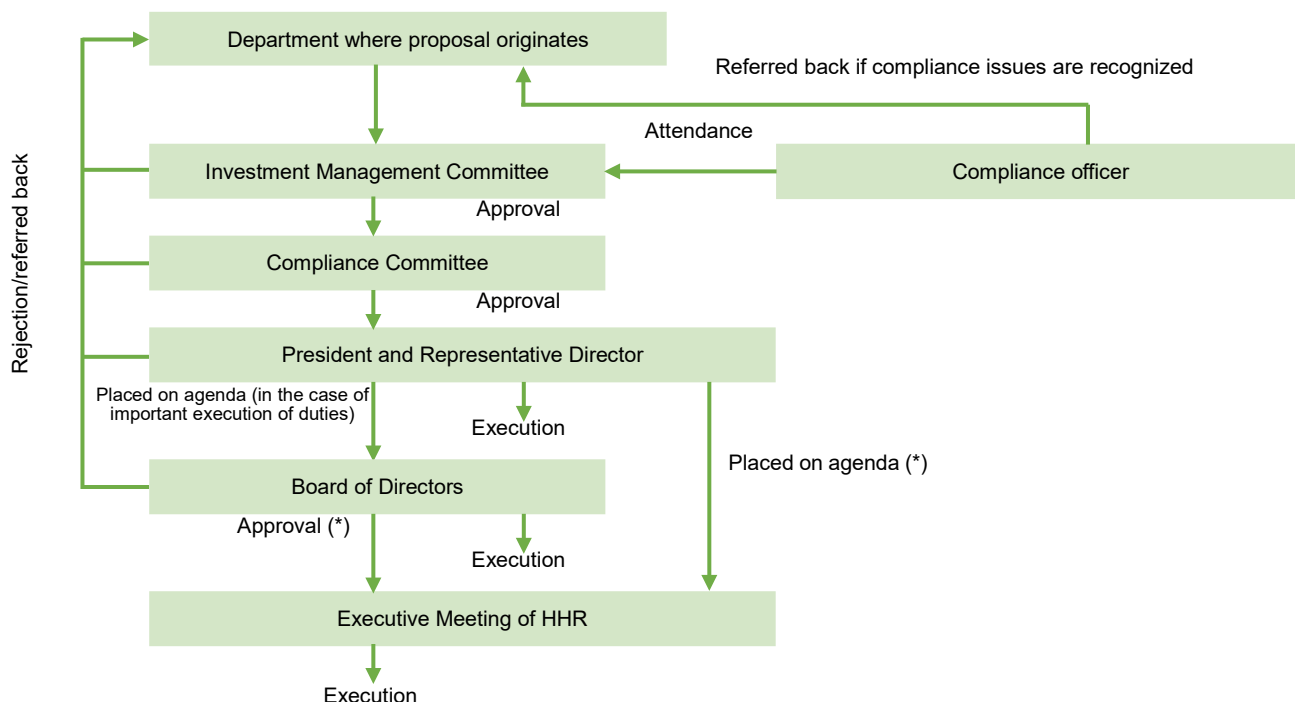 Department where proposal originates
Referred back if compliance issues are recognized
Attendance
Investment Management Committee
Compliance officer
Approval
Rejection/referred back
Compliance Committee
Approval
President and Representative Director
Placed on agenda (in the case of
important execution of duties)
Execution
Placed on agenda (*)
Board of Directors
Approval (*)
Execution
Executive Meeting of HHR
Execution